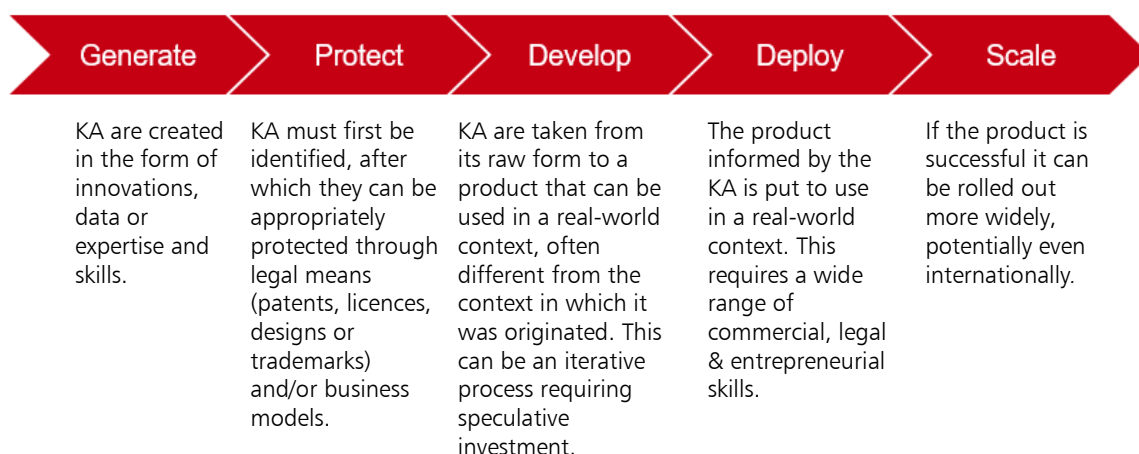 Generate
Protect
Develop
Deploy
Scale
KA are created
in the form of
innovations,
data or
expertise and
skills.
KA must first be
identified, after
which they can be
appropriately
protected through
legal means
(patents, licences,
designs or
trademarks)
and/or business
models.
KA are taken from
its raw form to a
product that can be
used in a real-world
context, often
different from the
context in which it
was originated. This
can be an iterative
process requiring
speculative
investment.
The product
informed by the
KA is put to use
in a real-world
context. This
requires a wide
range of
commercial, legal
& entrepreneurial
skills.
If the product is
successful it can
be rolled out
more widely,
potentially even
internationally.